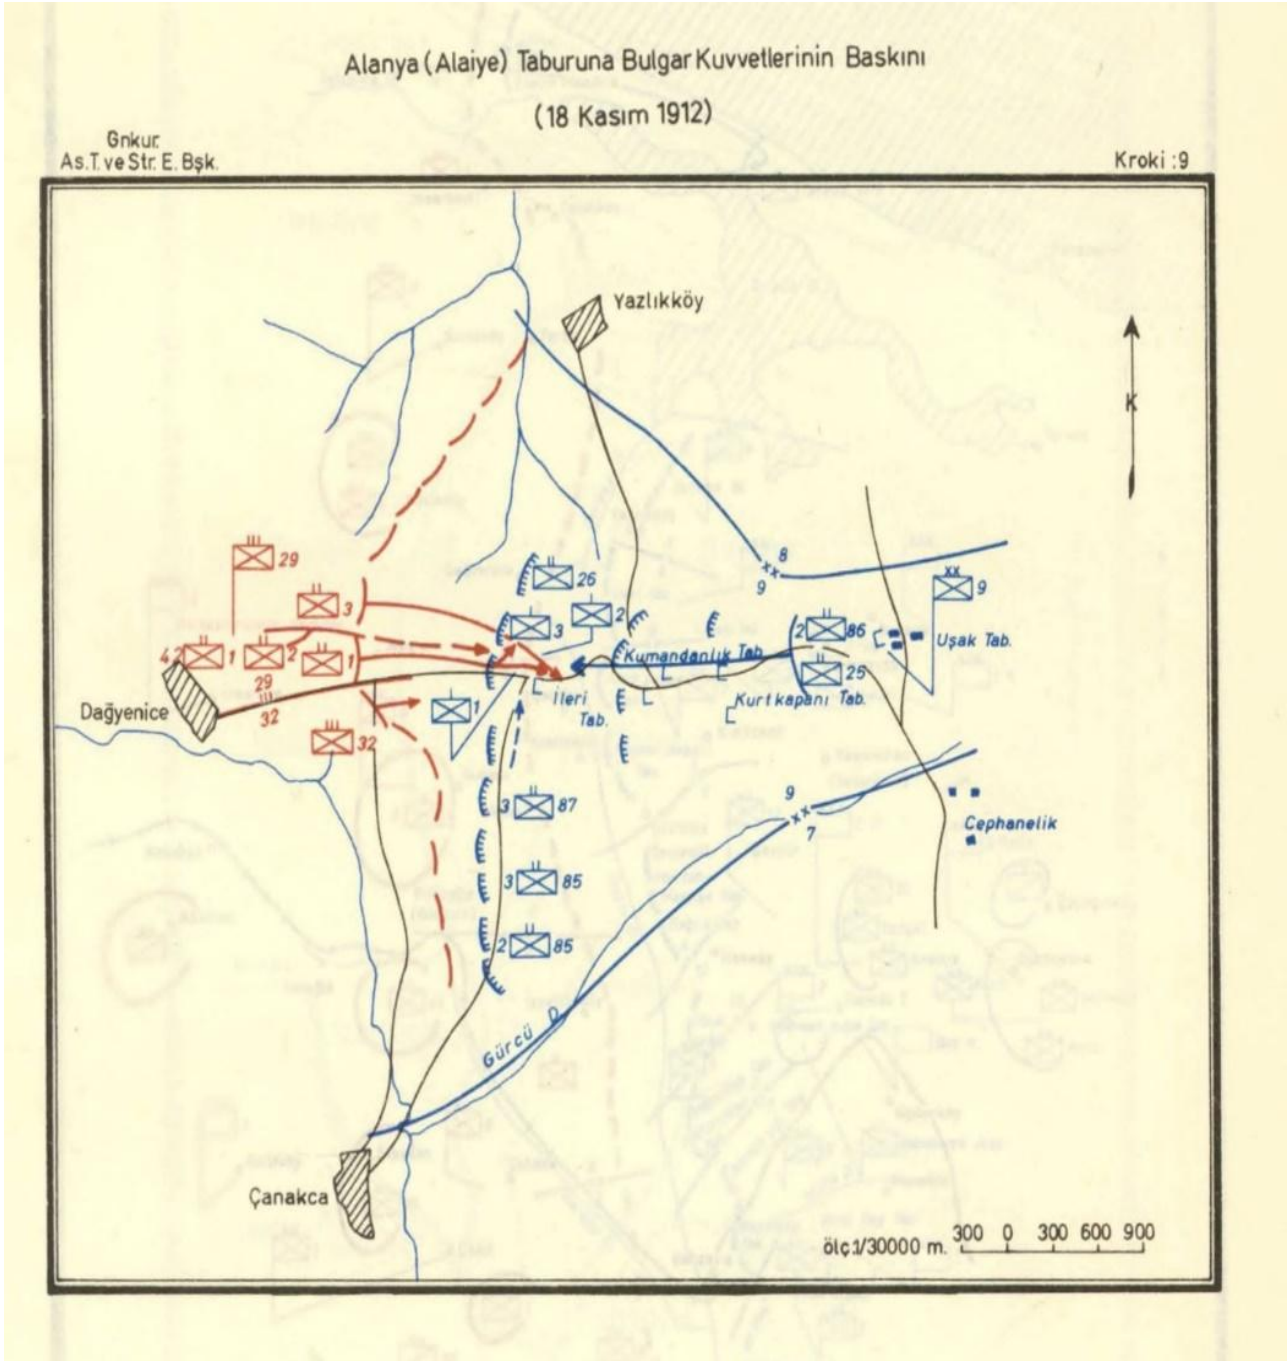 Alanya (Alaiye) Taburuna Bulgar Kuvvetlerinin Baskını
(18 Kasım 1912)
Gnkur.
As.T. ve Str. E. Bşk.
Kroki :9
Yazlıkköy
K
29
8
9
26
9
3
2
3
2 86
Uşak Tab.
42 1
2
1
Kumandanlık Tab.
25
29
32
İleri
Tab.
Kurtkapanı Tab.
Dağyenice
1
32
9
7
3 87
Cephanelik
3 85
2 85
Gürcü D.
Çanakca
ölç:1/30000 m.
300 0 300 600 900